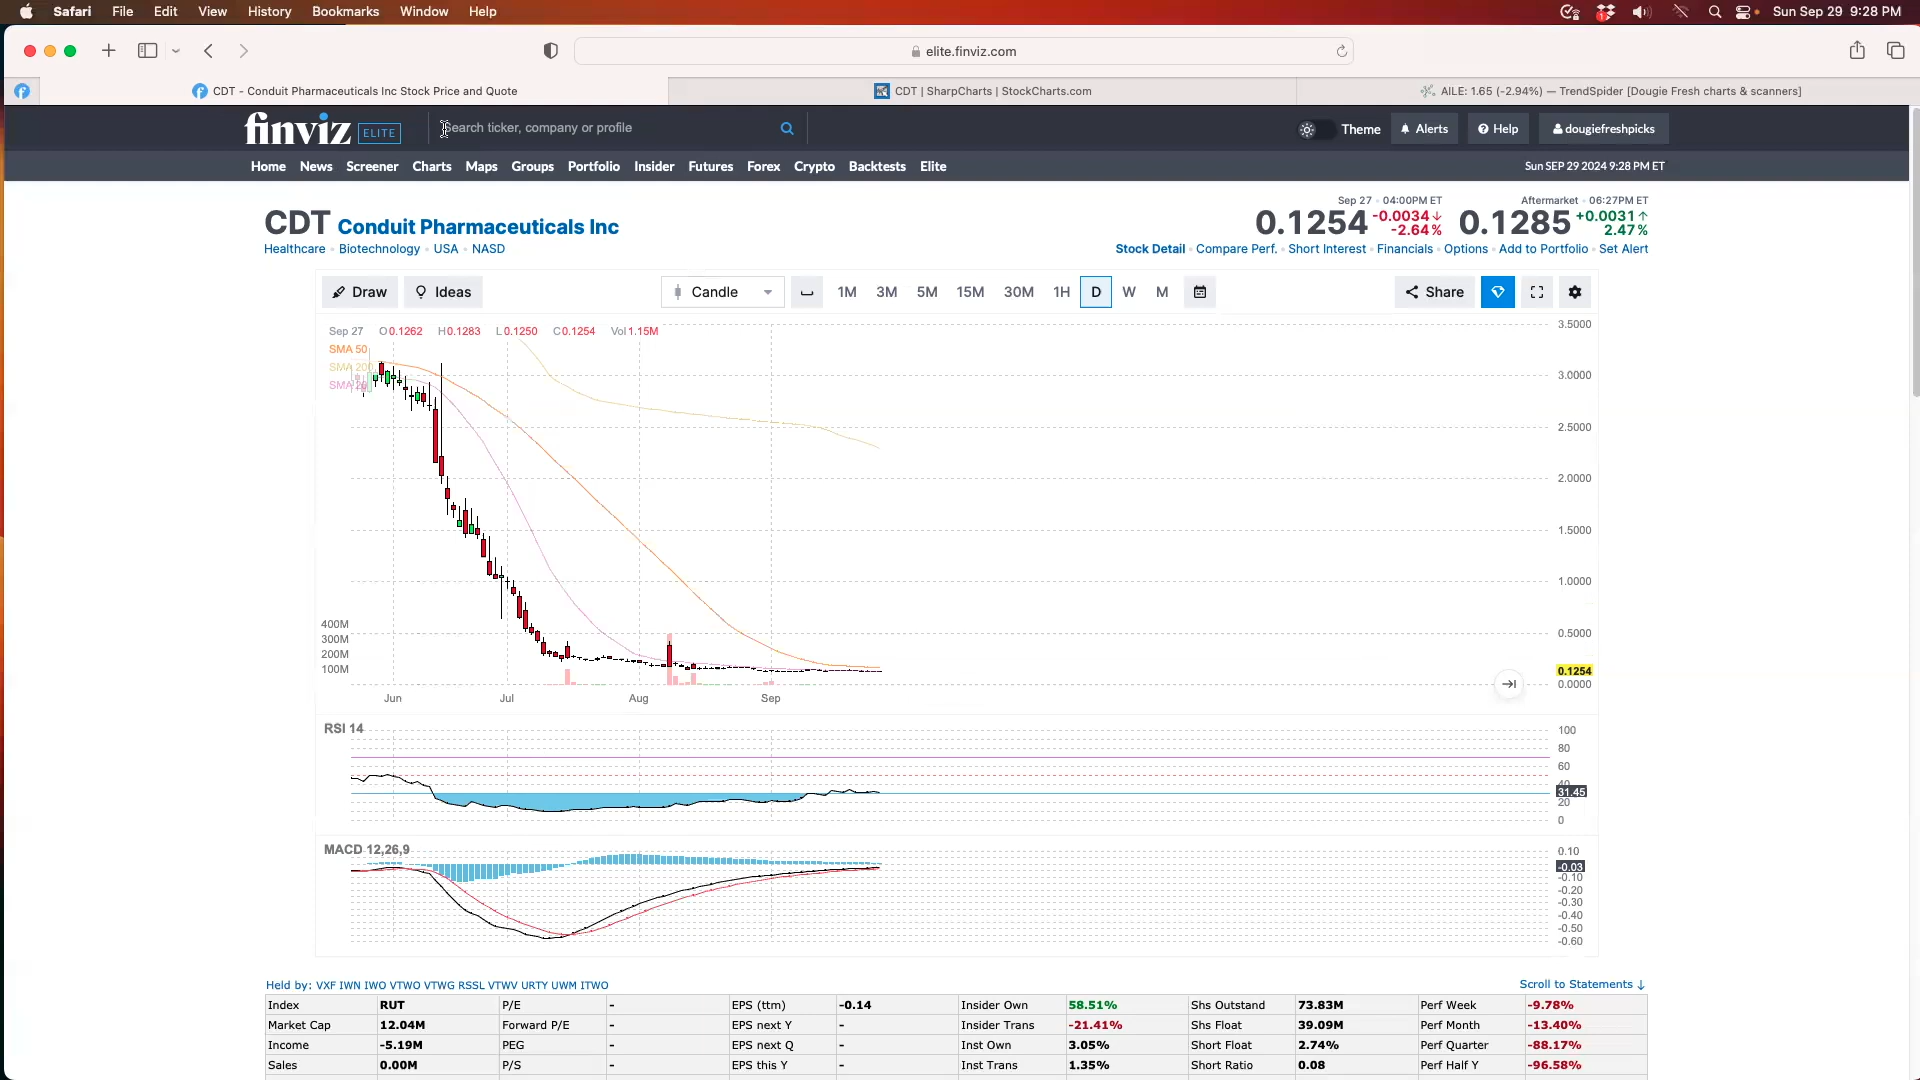 Safari File Edit View History Bookmarks Window Help Sun Sep 29 9:28 PM
elite.finviz.com
CDT - Conduit Pharmaceuticals Inc Stock Price and Quote
CDT | SharpCharts | StockCharts.com
AILE: 1.65 (-2.94%) — TrendSpider [Dougie Fresh charts & scanners]
finviz ELITE
Search ticker, company or profile
Theme Alerts Help dougiefreshpicks
Home News Screener Charts Maps Groups Portfolio Insider Futures Forex Crypto Backtests Elite
Sun SEP 29 2024 9:28 PM ET
CDT Conduit Pharmaceuticals Inc
Healthcare • Biotechnology • USA • NASD
Sep 27 • 04:00PM ET
0.1254 -0.0034↓
-2.64%
Aftermarket • 06:27PM ET
0.1285 +0.0031↑
2.47%
Stock Detail • Compare Perf. • Short Interest • Financials • Options • Add to Portfolio • Set Alert
Draw Ideas Candle 1M 3M 5M 15M 30M 1H D W M Share
Sep 27 O0.1262 H0.1283 L0.1250 C0.1254 Vol1.15M
SMA 50
SMA 200
SMA 20
3.5000
3.0000
2.5000
2.0000
1.5000
1.0000
0.5000
0.1254
0.0000
400M
300M
200M
100M
Jun Jul Aug Sep
RSI 14
100
80
60
40
31.45
20
0
MACD 12,26,9
0.10
-0.03
-0.10
-0.20
-0.30
-0.40
-0.50
-0.60
Held by: VXF IWN IWO VTWO VTWG RSSL VTWV URTY UWM ITWO
Scroll to Statements ↓
Index RUT P/E - EPS (ttm) -0.14 Insider Own 58.51% Shs Outstand 73.83M Perf Week -9.78%
Market Cap 12.04M Forward P/E - EPS next Y - Insider Trans -21.41% Shs Float 39.09M Perf Month -13.40%
Income -5.19M PEG - EPS next Q - Inst Own 3.05% Short Float 2.74% Perf Quarter -88.17%
Sales 0.00M P/S - EPS this Y - Inst Trans 1.35% Short Ratio 0.08 Perf Half Y -96.58%